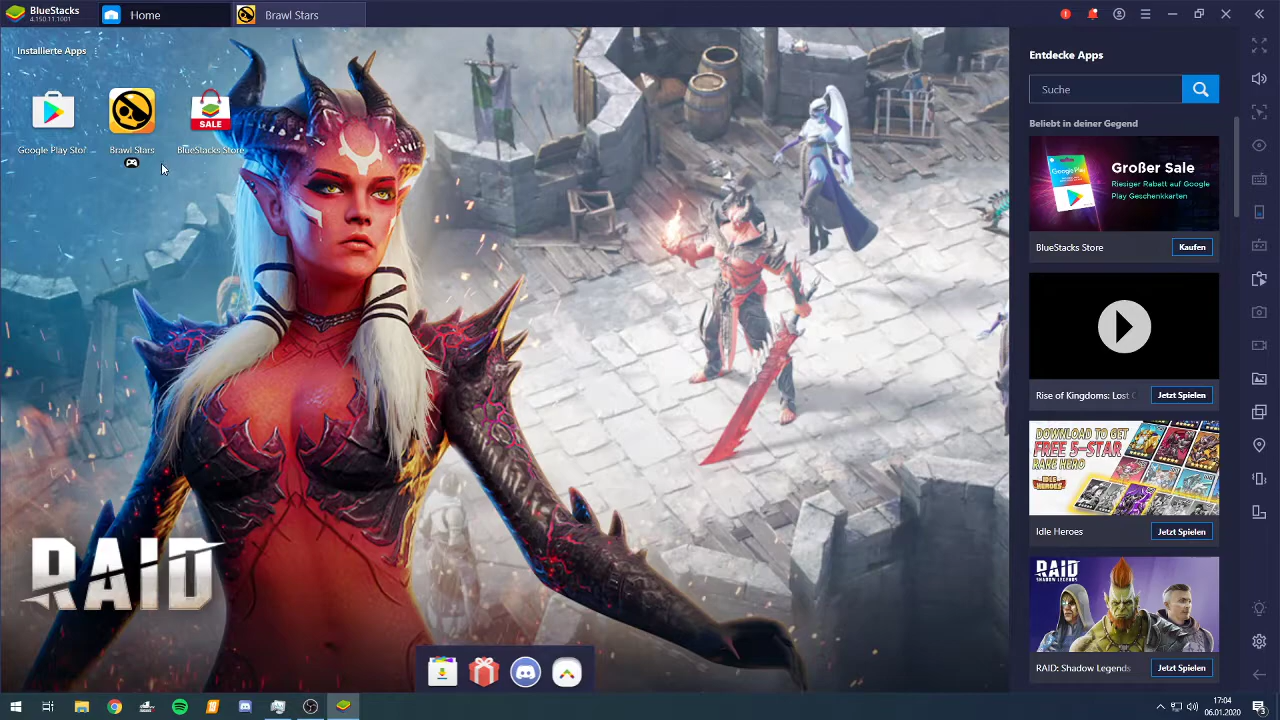 BlueStacks
4.150.11.1001
Home
Brawl Stars
Installierte Apps
Google Play Stor
Brawl Stars
BlueStacks Store
SALE
RAID
Entdecke Apps
Suche
Beliebt in deiner Gegend
Großer Sale
Riesiger Rabatt auf Google
Play Geschenkkarten
BlueStacks Store
Kaufen
Rise of Kingdoms: Lost C
Jetzt Spielen
DOWNLOAD TO GET
FREE 5-STAR
RARE HERO
IDLE HEROES
Idle Heroes
Jetzt Spielen
RAID
SHADOW LEGENDS
RAID: Shadow Legends
Jetzt Spielen
17:04
06.01.2020
3